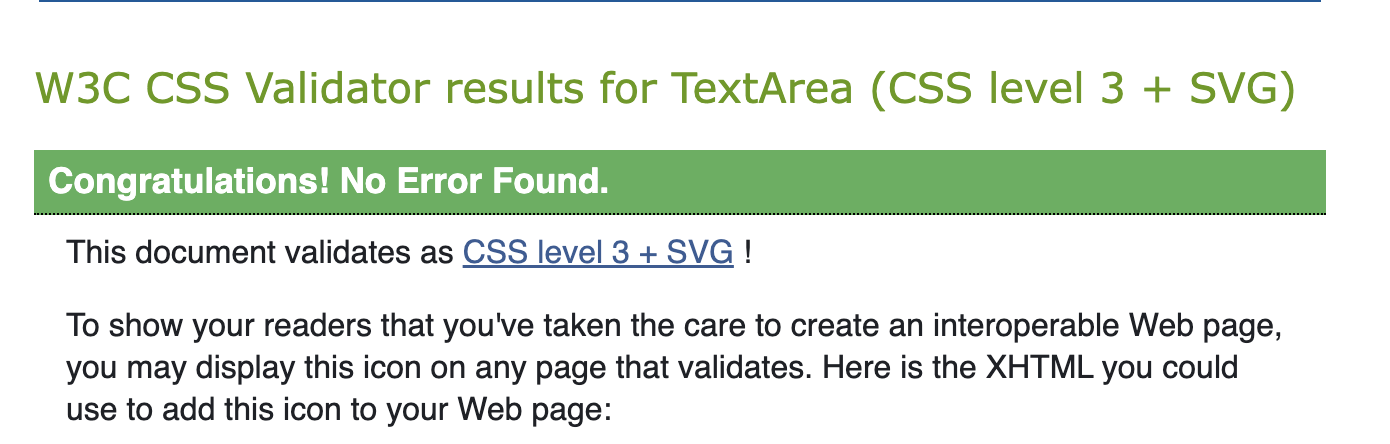 W3C CSS Validator results for TextArea (CSS level 3 + SVG)
Congratulations! No Error Found.
This document validates as CSS level 3 + SVG !
To show your readers that you've taken the care to create an interoperable Web page,
you may display this icon on any page that validates. Here is the XHTML you could
use to add this icon to your Web page: